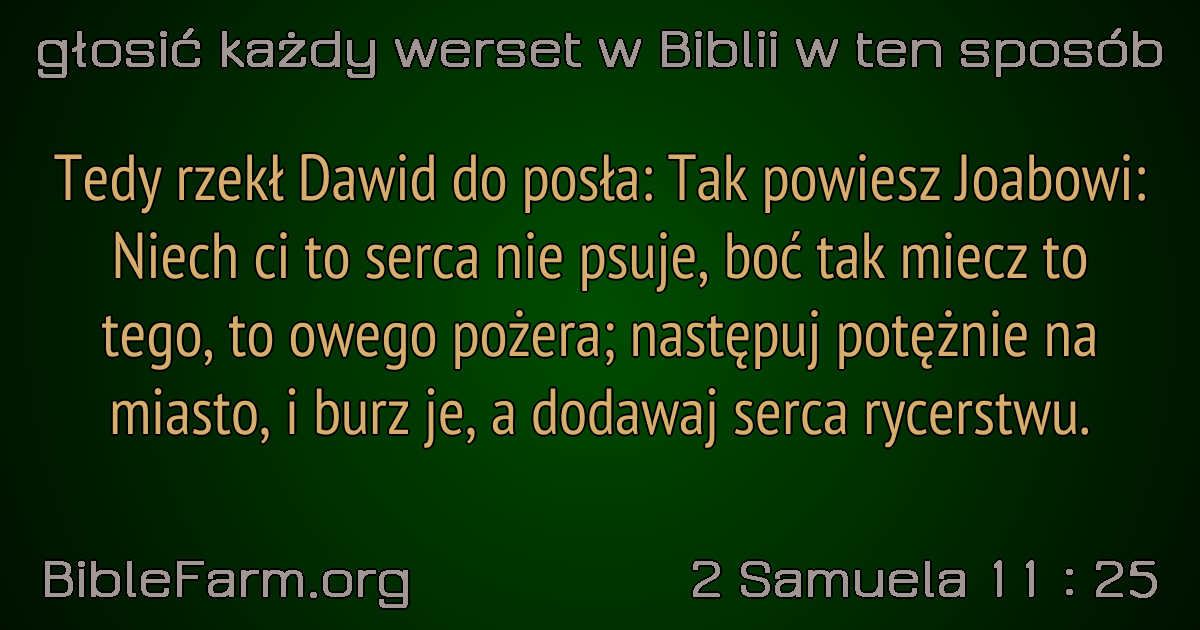 głosić każdy werset w Biblii w ten sposób
Tedy rzekł Dawid do posła: Tak powiesz Joabowi:
Niech ci to serca nie psuje, boć tak miecz to
tego, to owego pożera; następuj potężnie na
miasto, i burz je, a dodawaj serca rycerstwu.
BibleFarm.org
2 Samuela 11 : 25